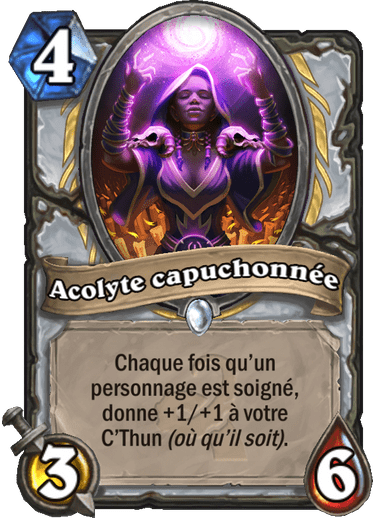 4
Acolyte capuchonnée
Chaque fois qu'un
personnage est soigné,
donne +1/+1 à votre
C'Thun (où qu'il soit).
3
6